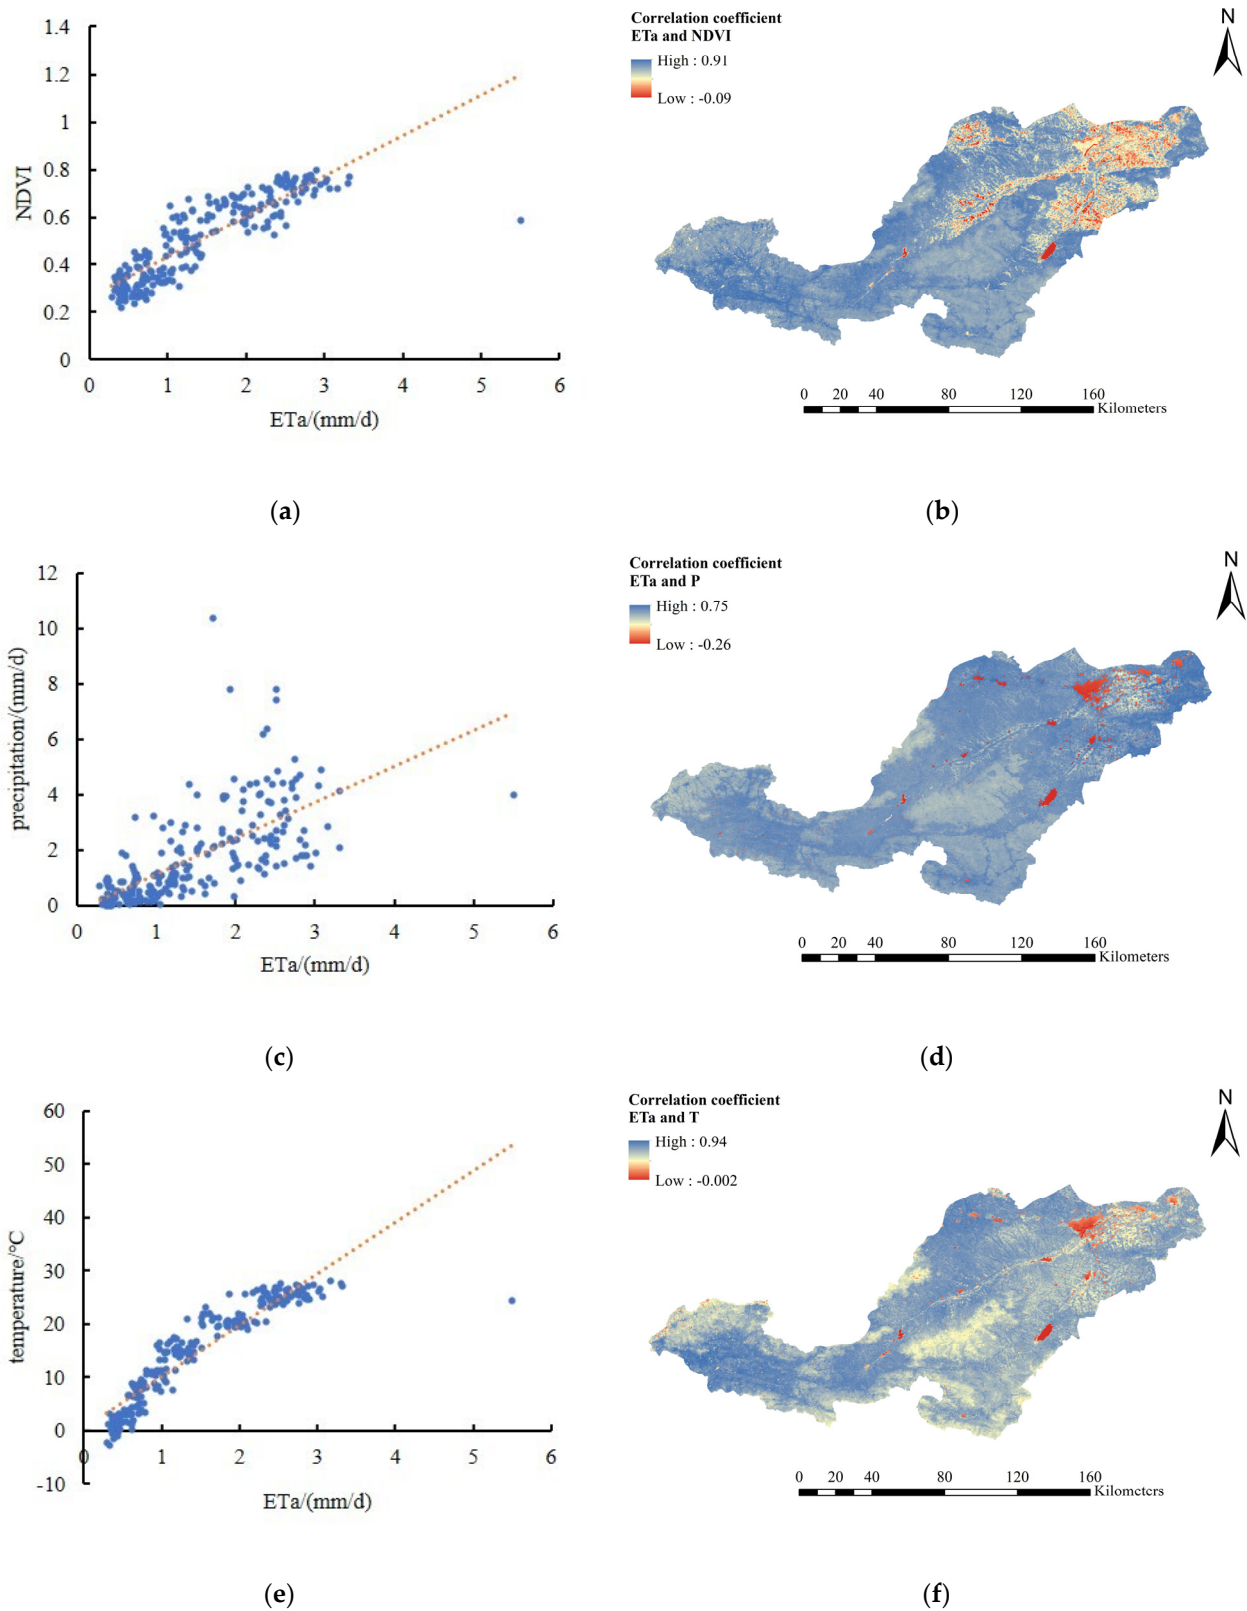 1.4
1.2
1
0.8
0.6
0.4
0.2
0
NDVI
0 1 2 3 4 5 6
ETa/(mm/d)
(a)
Correlation coefficient
ETa and NDVI
High : 0.91
Low : -0.09
N
0 20 40 80 120 160
Kilometers
(b)
12
10
8
6
4
2
0
precipitation/(mm/d)
0 1 2 3 4 5 6
ETa/(mm/d)
(c)
Correlation coefficient
ETa and P
High : 0.75
Low : -0.26
N
0 20 40 80 120 160
Kilometers
(d)
60
50
40
30
20
10
0
-10
temperature/°C
0 1 2 3 4 5 6
ETa/(mm/d)
(e)
Correlation coefficient
ETa and T
High : 0.94
Low : -0.002
N
0 20 40 80 120 160
Kilometers
(f)